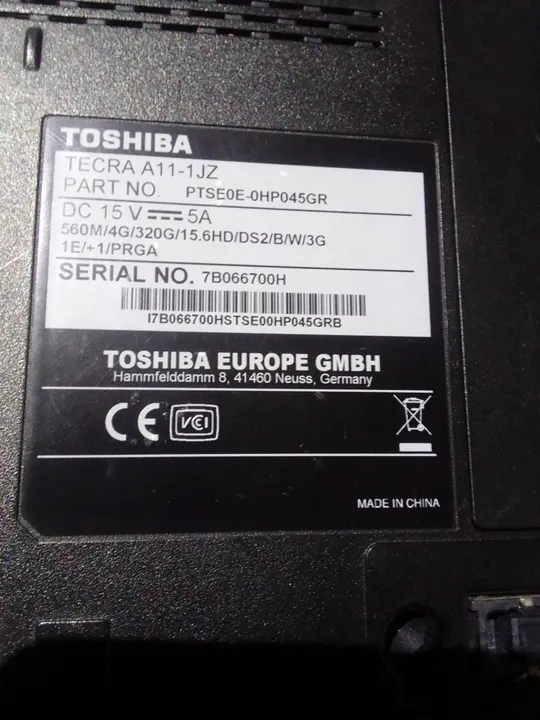 TOSHIBA
TECRA A11-1JZ
PART NO. PTSE0E-0HP045GR
DC 15 V 5A
560M/4G/320G/15.6HD/DS2/B/W/3G
1E/+1/PRGA
SERIAL NO. 7B066700H
I7B066700HSTSE00HP045GRB
TOSHIBA EUROPE GMBH
Hammfelddamm 8, 41460 Neuss, Germany
CE VCI
MADE IN CHINA